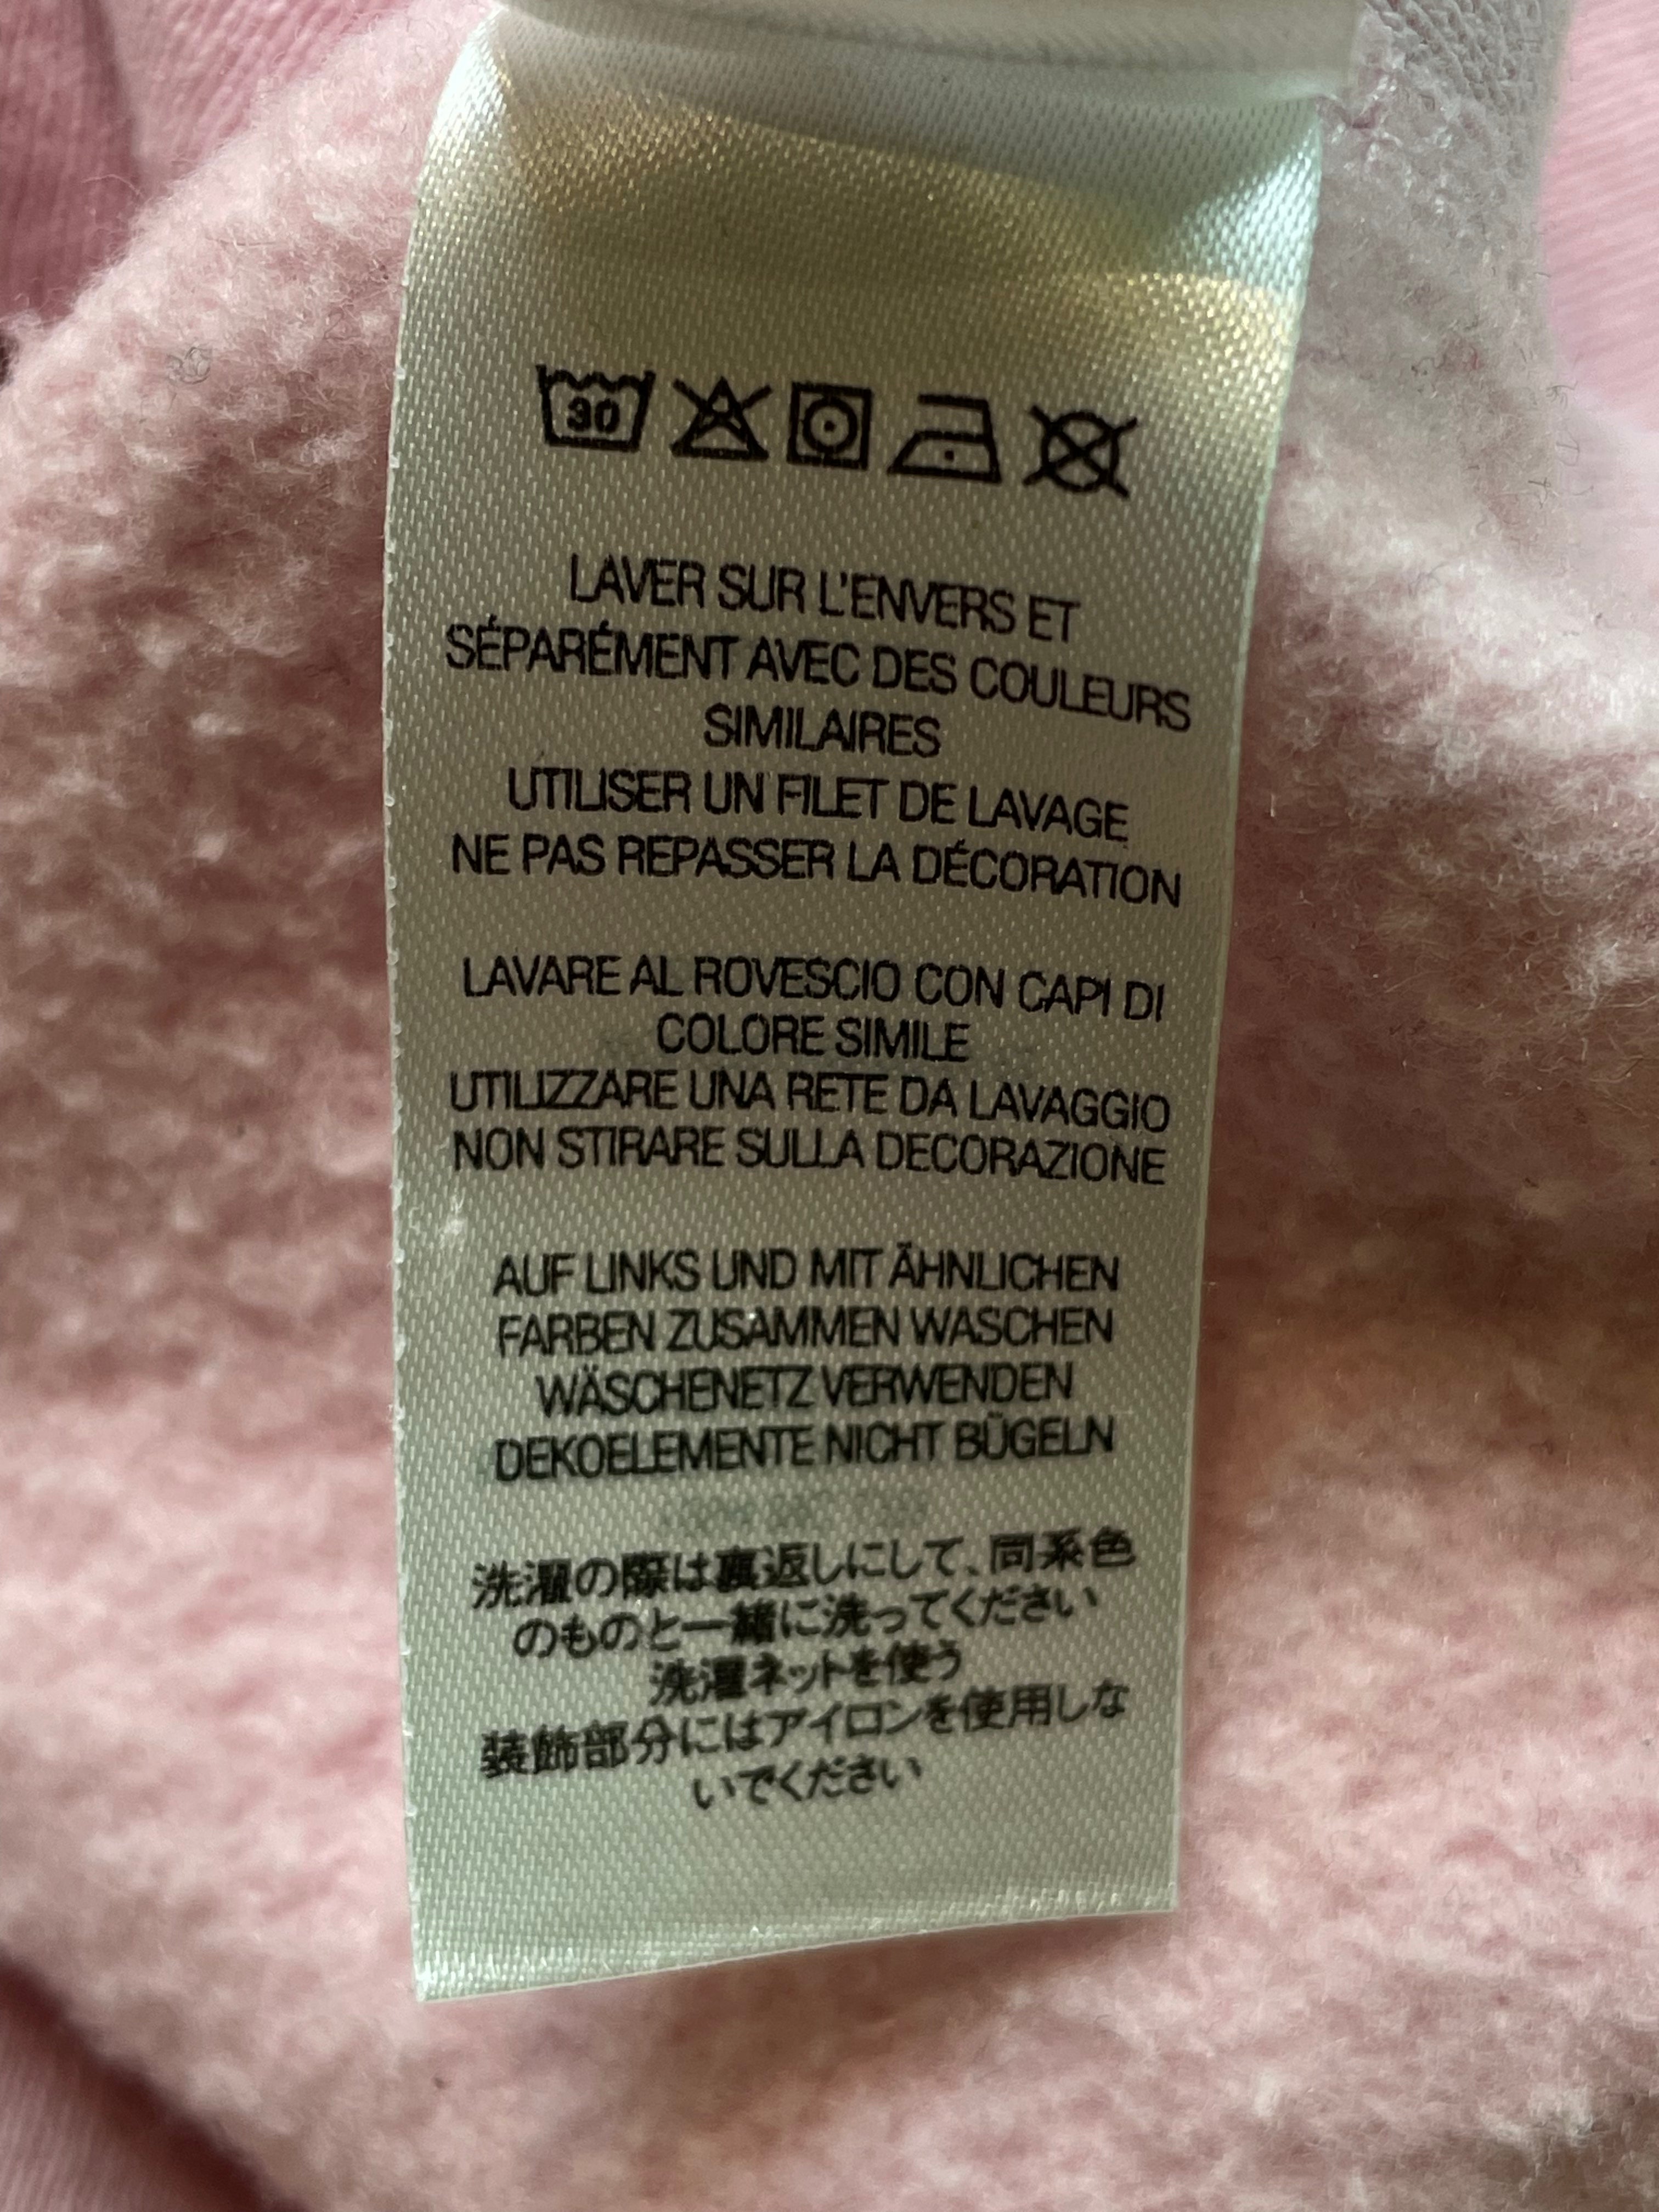 30
LAVER SUR L'ENVERS ET
SÉPARÉMENT AVEC DES COULEURS
SIMILAIRES
UTILISER UN FILET DE LAVAGE
NE PAS REPASSER LA DÉCORATION
LAVARE AL ROVESCIO CON CAPI DI
COLORE SIMILE
UTILIZZARE UNA RETE DA LAVAGGIO
NON STIRARE SULLA DECORAZIONE
AUF LINKS UND MIT ÄHNLICHEN
FARBEN ZUSAMMEN WASCHEN
WÄSCHENETZ VERWENDEN
DEKOELEMENTE NICHT BÜGELN
洗濯の際は裏返しにして、同系色
のものと一緒に洗ってください
洗濯ネットを使う
装飾部分にはアイロンを使用しな
いでください